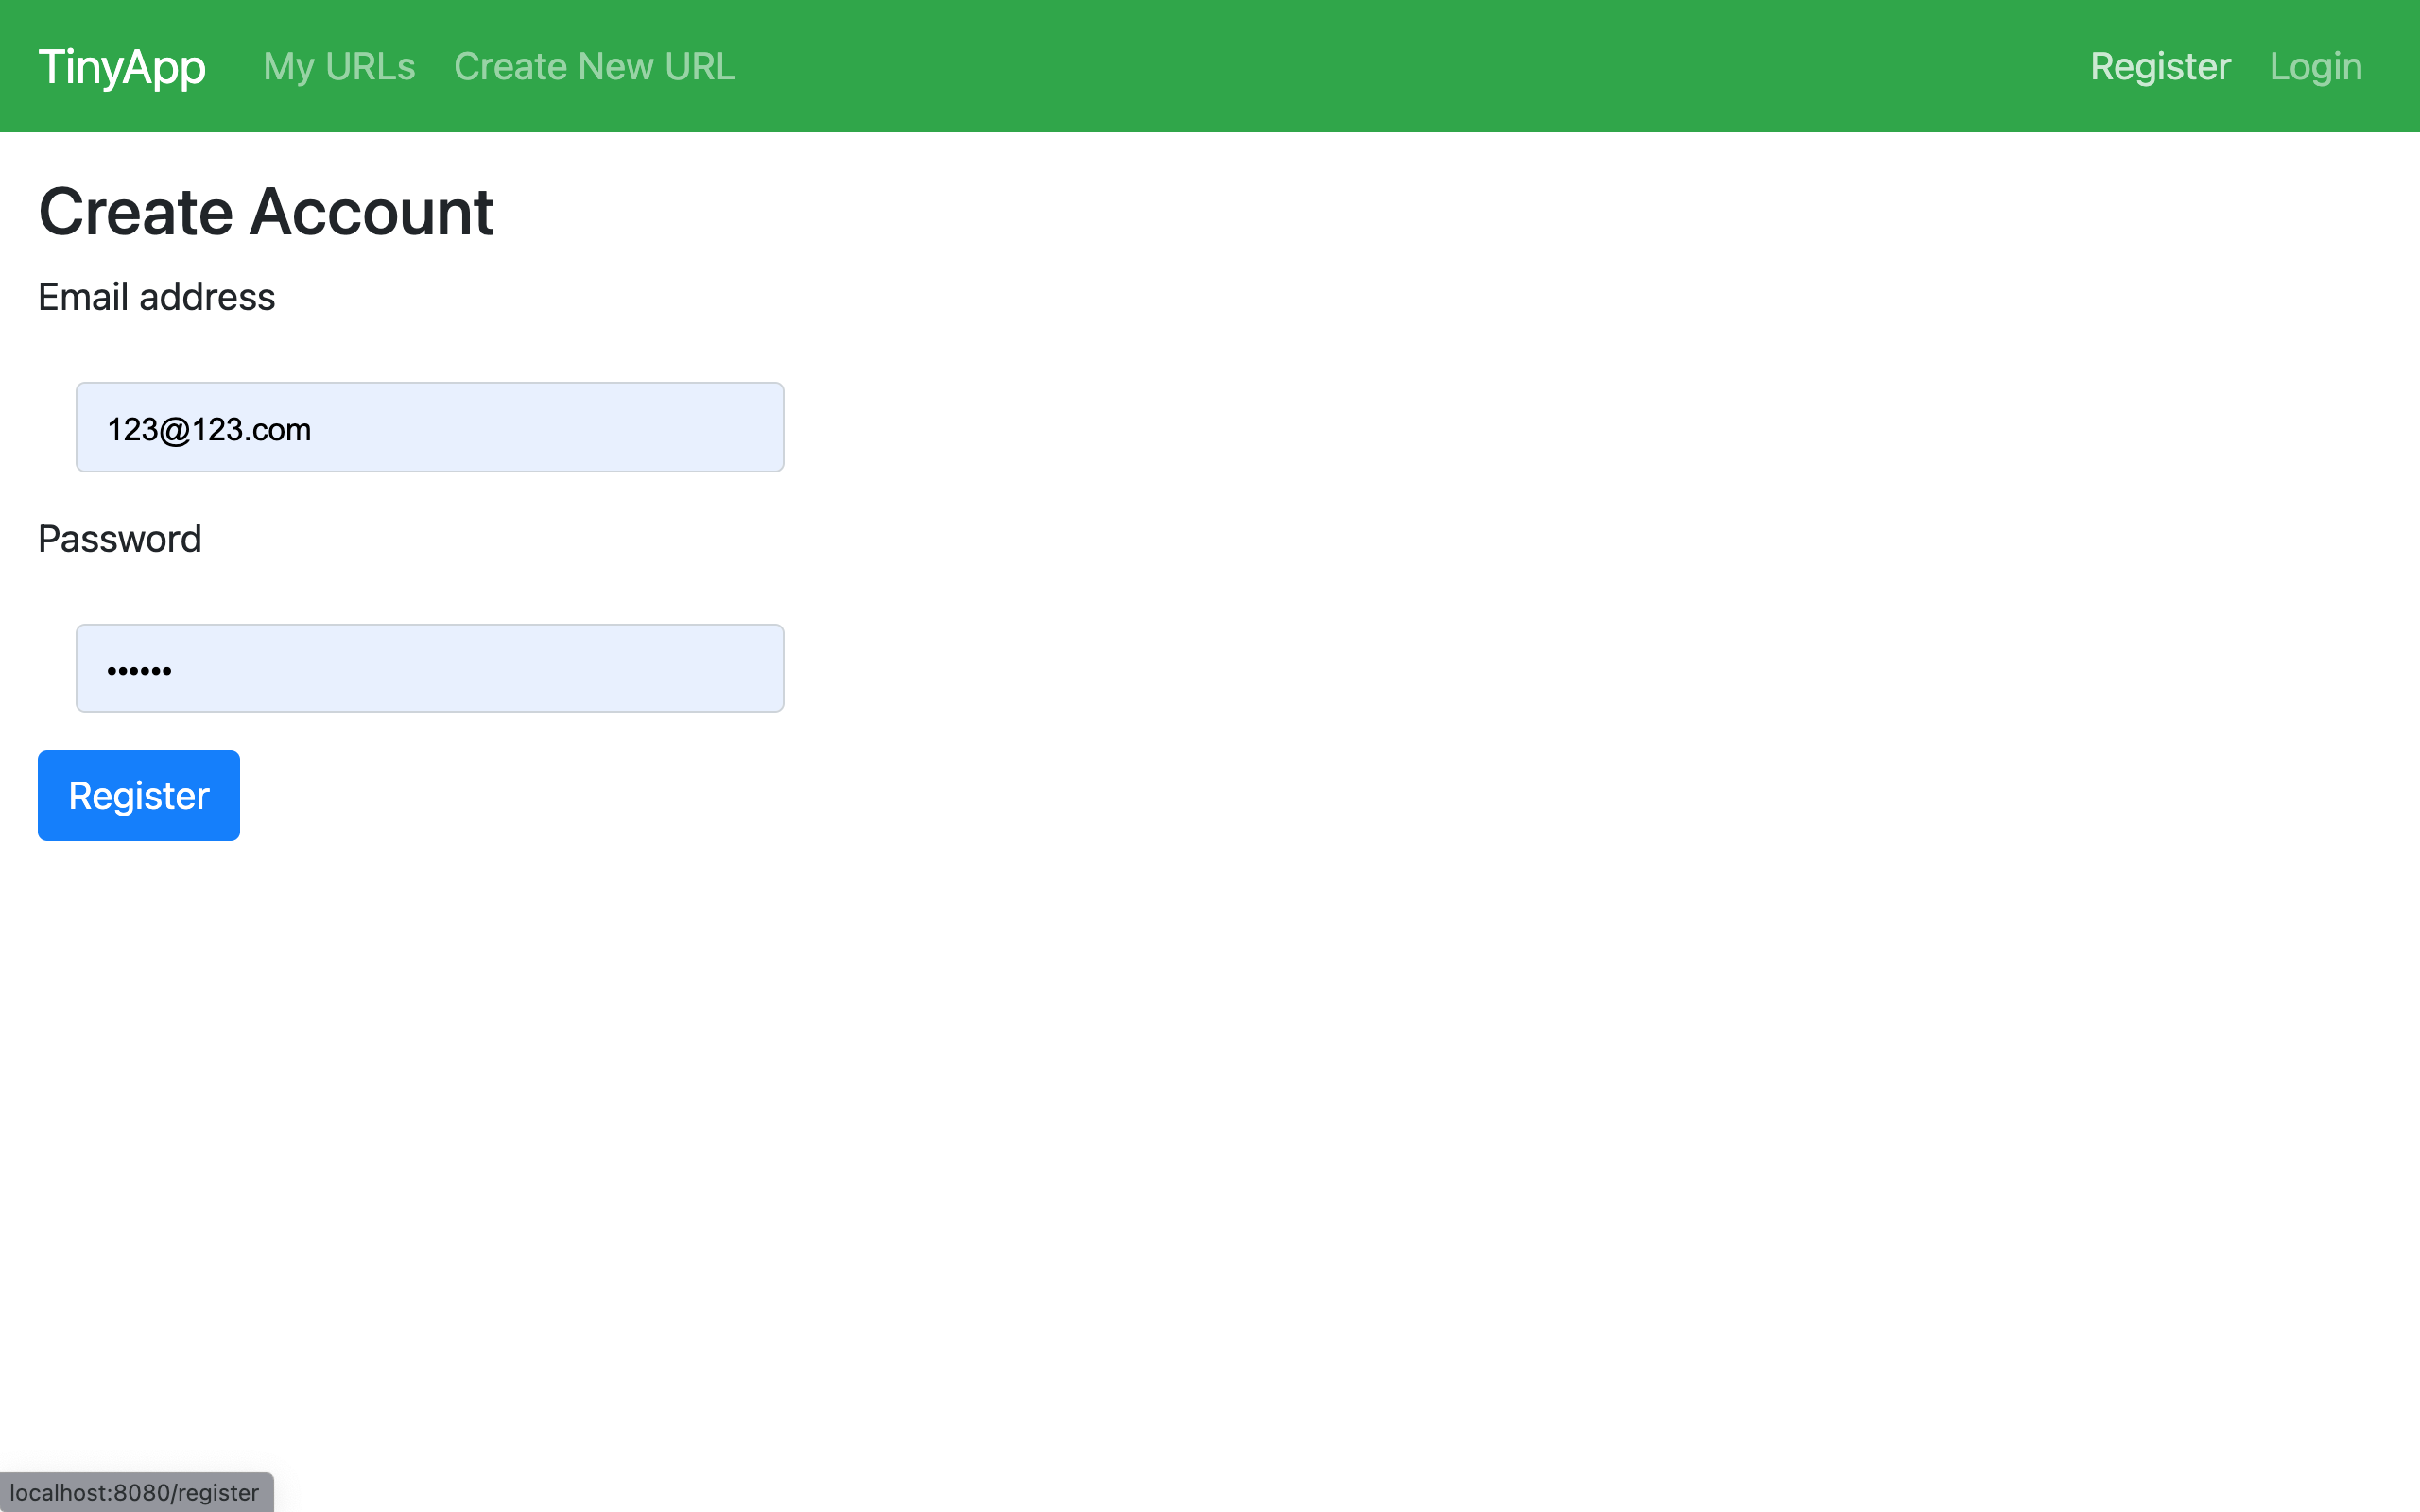 TinyApp My URLs Create New URL Register Login
Create Account
Email address
123@123.com
Password
••••••
Register
localhost:8080/register